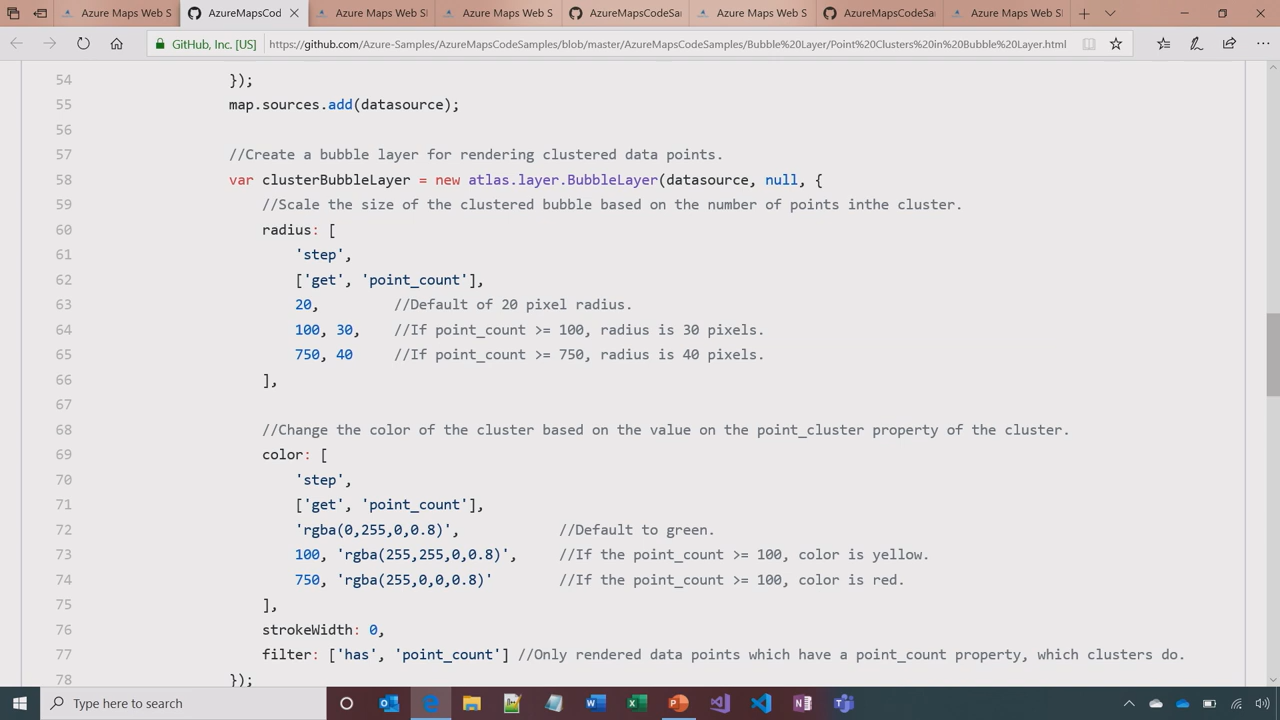 Azure Maps Web S
AzureMapsCod
Azure Maps Web S
Azure Maps Web S
AzureMapsCodeSa
Azure Maps Web S
AzureMapsCodeSa
Azure Maps Web S
GitHub, Inc. [US]
https://github.com/Azure-Samples/AzureMapsCodeSamples/blob/master/AzureMapsCodeSamples/Bubble%20Layer/Point%20Clusters%20in%20Bubble%20Layer.html
54 });
55 map.sources.add(datasource);
56
57 //Create a bubble layer for rendering clustered data points.
58 var clusterBubbleLayer = new atlas.layer.BubbleLayer(datasource, null, {
59 //Scale the size of the clustered bubble based on the number of points inthe cluster.
60 radius: [
61 'step',
62 ['get', 'point_count'],
63 20, //Default of 20 pixel radius.
64 100, 30, //If point_count >= 100, radius is 30 pixels.
65 750, 40 //If point_count >= 750, radius is 40 pixels.
66 ],
67
68 //Change the color of the cluster based on the value on the point_cluster property of the cluster.
69 color: [
70 'step',
71 ['get', 'point_count'],
72 'rgba(0,255,0,0.8)', //Default to green.
73 100, 'rgba(255,255,0,0.8)', //If the point_count >= 100, color is yellow.
74 750, 'rgba(255,0,0,0.8)' //If the point_count >= 100, color is red.
75 ],
76 strokeWidth: 0,
77 filter: ['has', 'point_count'] //Only rendered data points which have a point_count property, which clusters do.
78 });
Type here to search